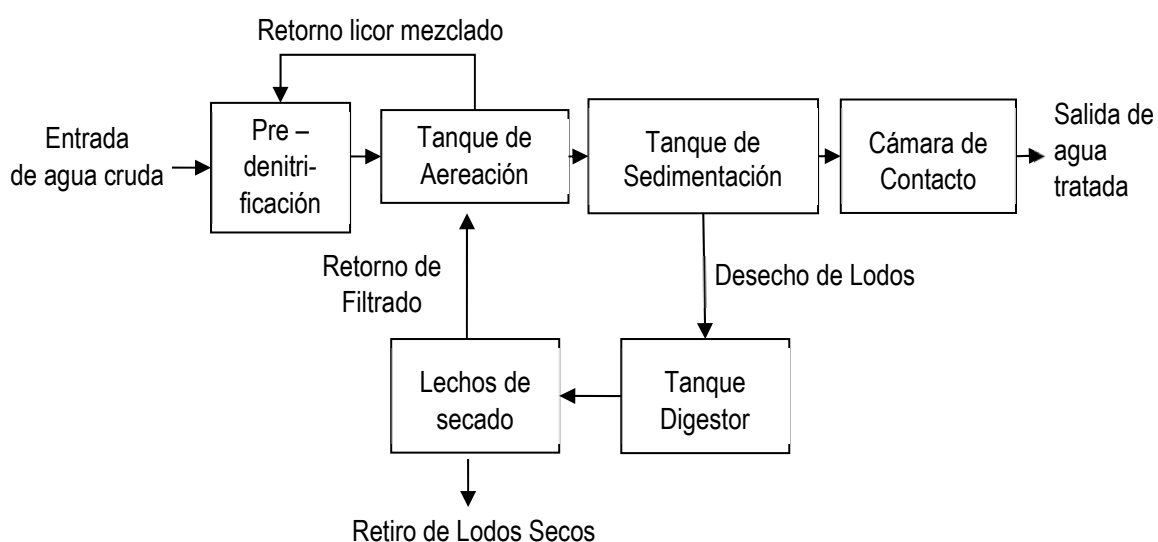 Retorno licor mezclado
Entrada
de agua cruda
Pre –
denitri-
ficación
Tanque de
Aereación
Tanque de
Sedimentación
Cámara de
Contacto
Salida de
agua
tratada
Retorno de
Filtrado
Desecho de Lodos
Lechos de
secado
Tanque
Digestor
Retiro de Lodos Secos